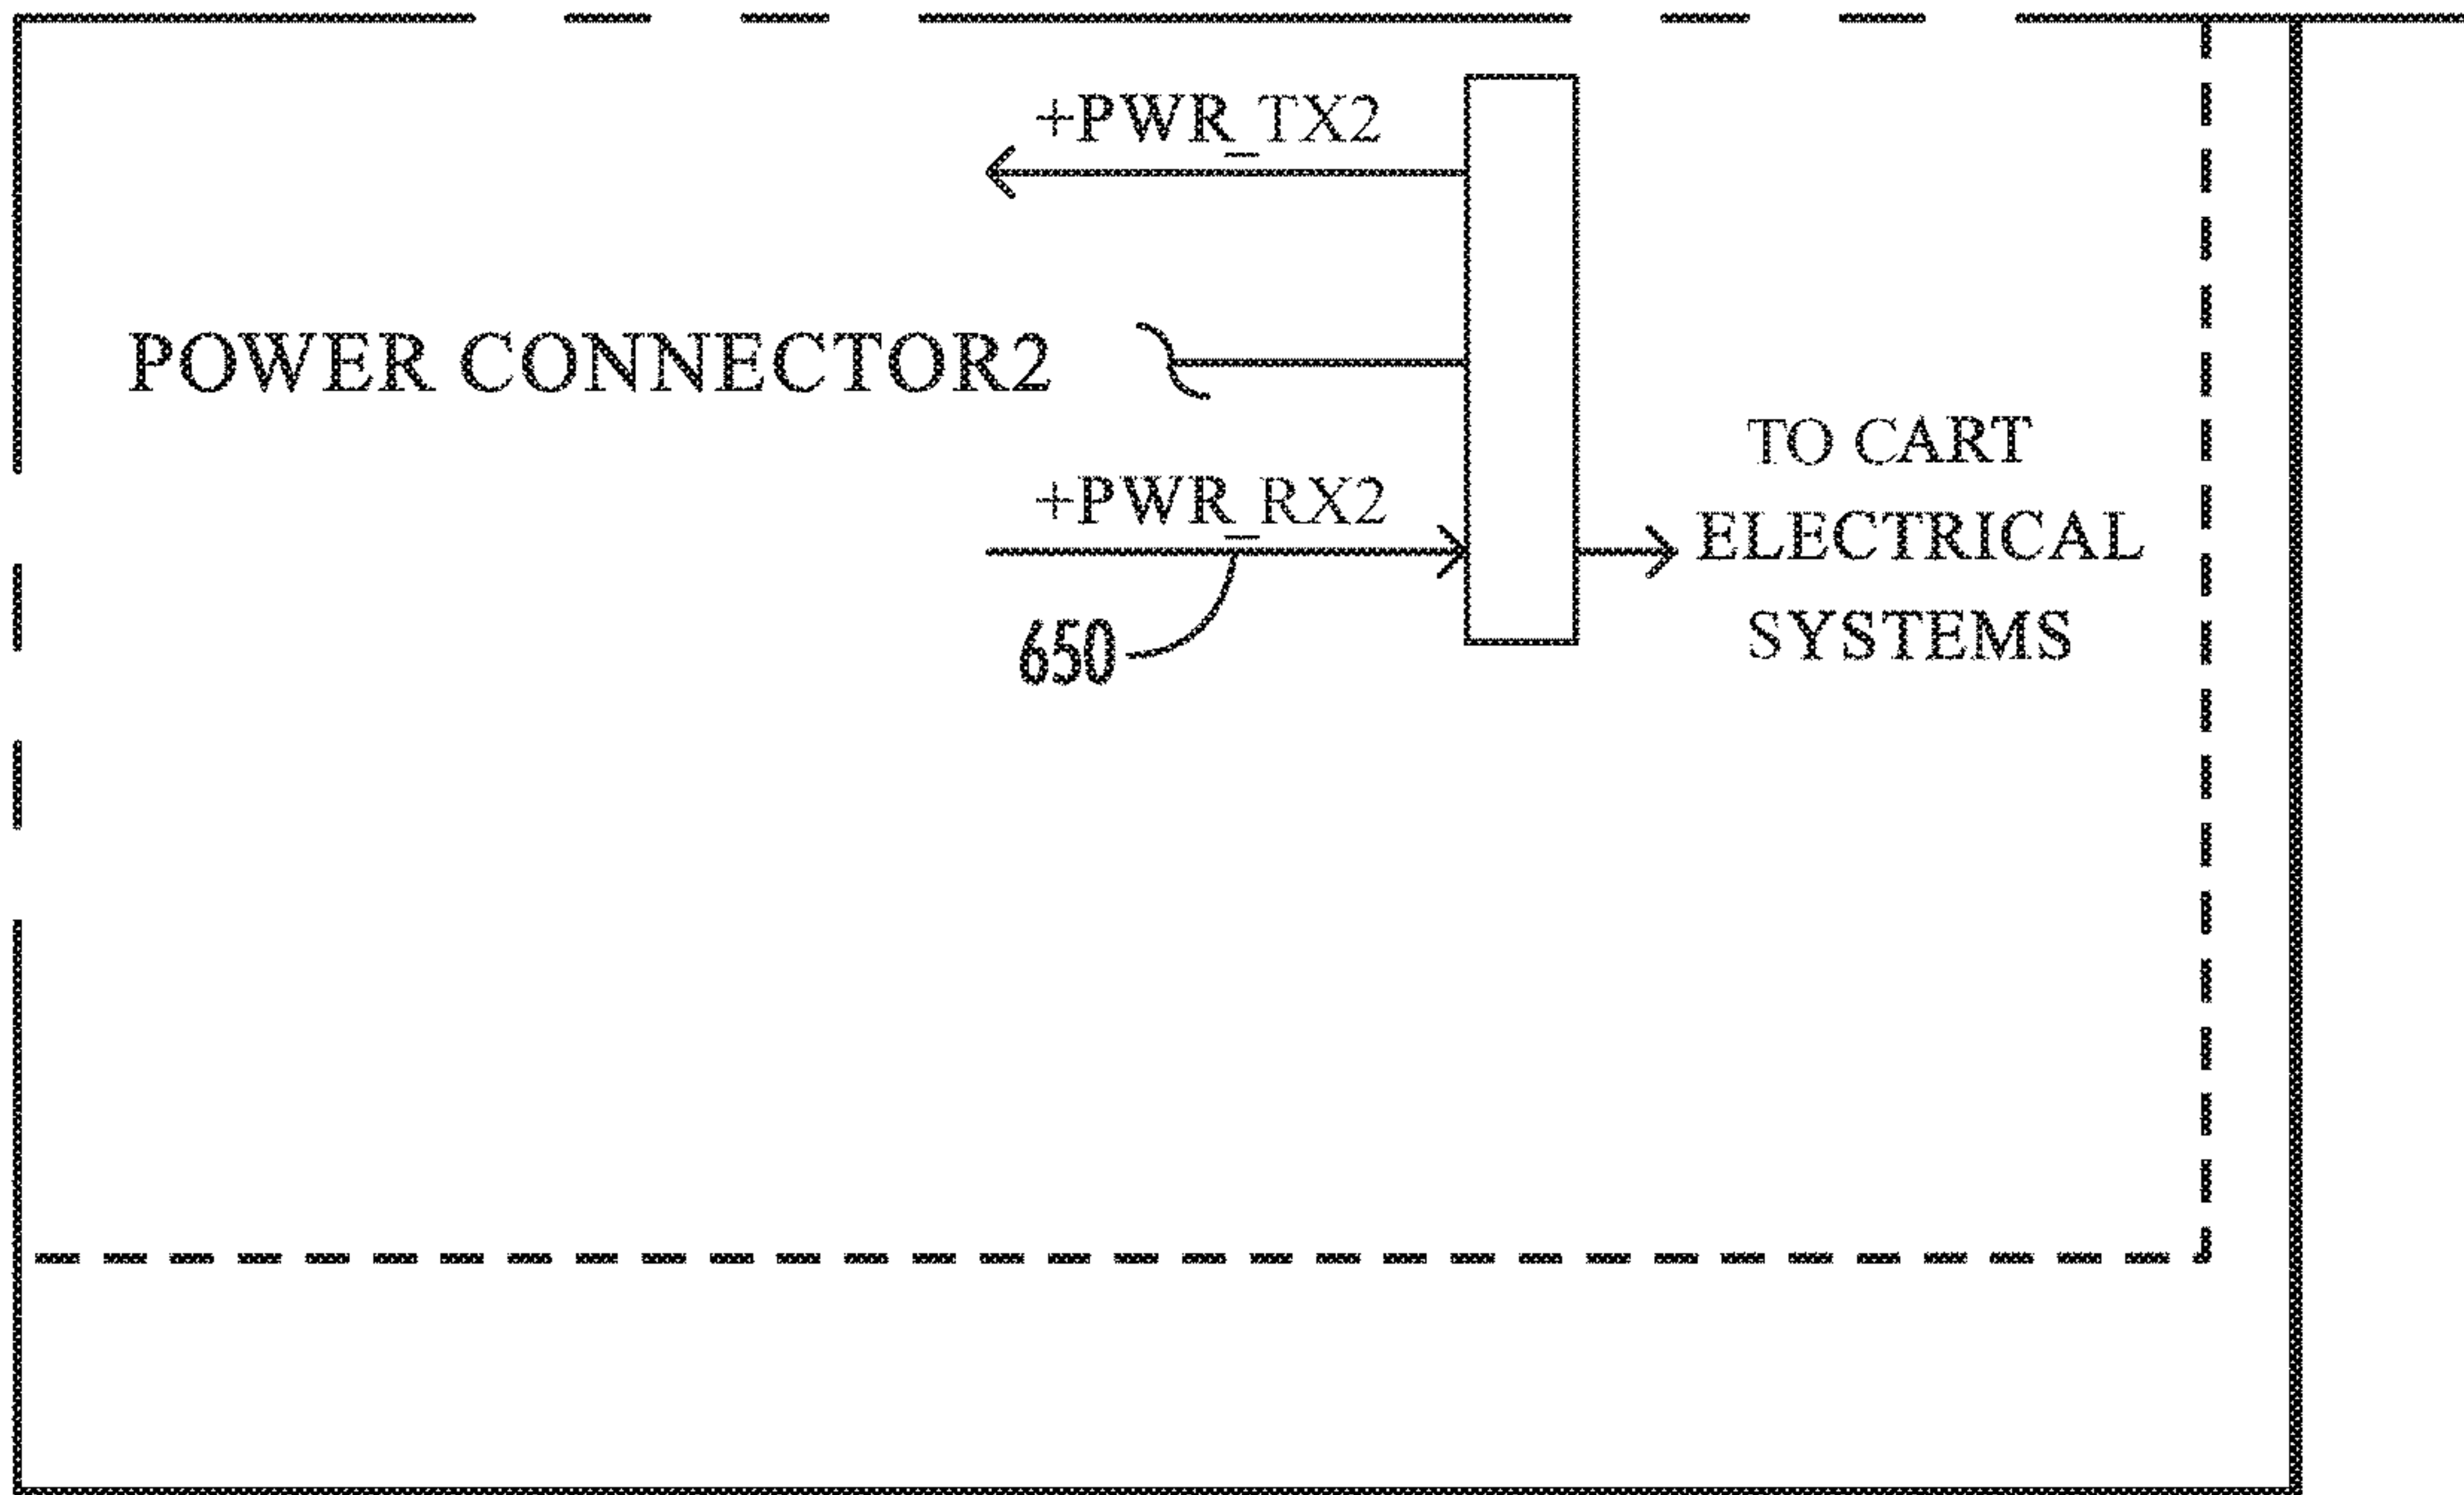 +PWR_TX2
POWER CONNECTOR2
+PWR_RX2
650
TO CART
ELECTRICAL
SYSTEMS